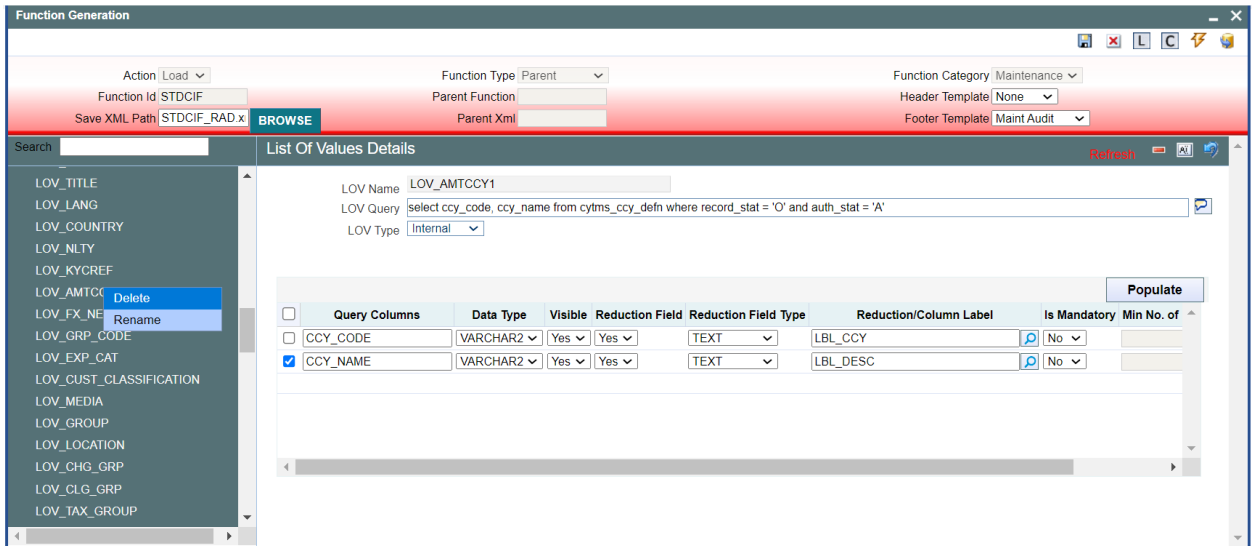 Function Generation
L C
Action Load
Function Type Parent
Function Category Maintenance
Function Id STDCIF
Parent Function
Header Template None
Save XML Path STDCIF_RAD.x
BROWSE
Parent Xml
Footer Template Maint Audit
Search
List Of Values Details
Refresh
LOV_TITLE
LOV_LANG
LOV_COUNTRY
LOV_NLTY
LOV_KYCREF
LOV_AMTCC
LOV_FX_NE
LOV_GRP_CODE
LOV_EXP_CAT
LOV_CUST_CLASSIFICATION
LOV_MEDIA
LOV_GROUP
LOV_LOCATION
LOV_CHG_GRP
LOV_CLG_GRP
LOV_TAX_GROUP
Delete
Rename
LOV Name LOV_AMTCCY1
LOV Query select ccy_code, ccy_name from cytms_ccy_defn where record_stat = 'O' and auth_stat = 'A'
LOV Type Internal
Populate
Query Columns Data Type Visible Reduction Field Reduction Field Type Reduction/Column Label Is Mandatory Min No. of
CCY_CODE VARCHAR2 Yes Yes TEXT LBL_CCY No
CCY_NAME VARCHAR2 Yes Yes TEXT LBL_DESC No